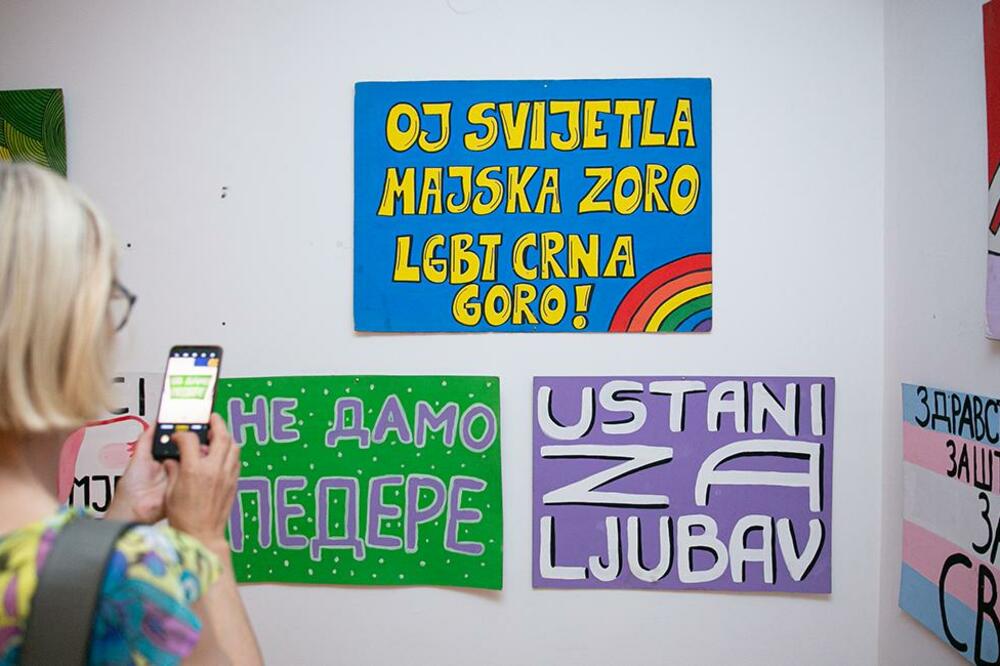 OJ SVIJETLA
MAJSKA ZORO
LGBT CRNA
GORO!
НЕ ДАМО
ПЕДЕРЕ
USTANI
ZA
LJUBAV